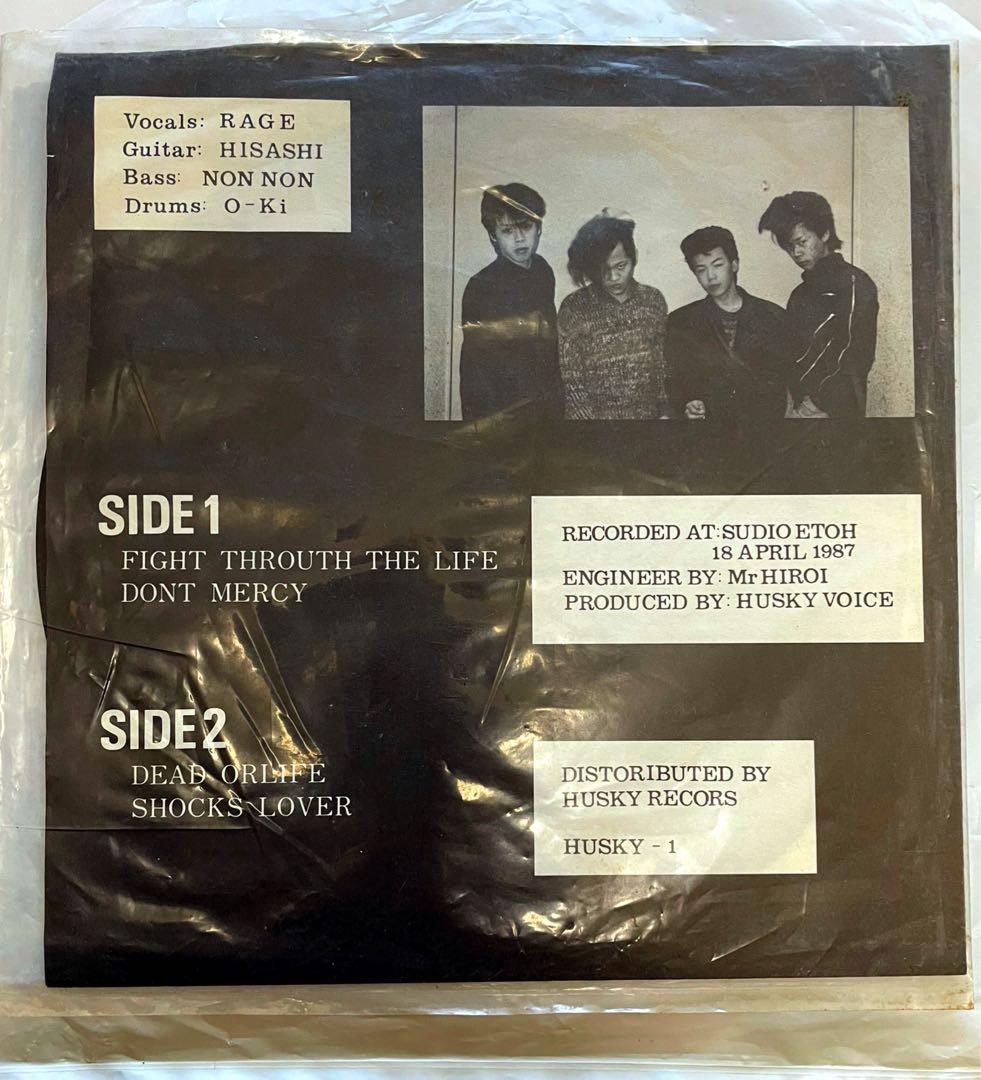 Vocals: RAGE
Guitar: HISASHI
Bass: NON NON
Drums: O-Ki
SIDE 1
FIGHT THROUTH THE LIFE
DONT MERCY
RECORDED AT:SUDIO ETOH
18 APRIL 1987
ENGINEER BY: Mr HIROI
PRODUCED BY: HUSKY VOICE
SIDE 2
DEAD ORLIFE
SHOCKS LOVER
DISTORIBUTED BY
HUSKY RECORS
HUSKY - 1